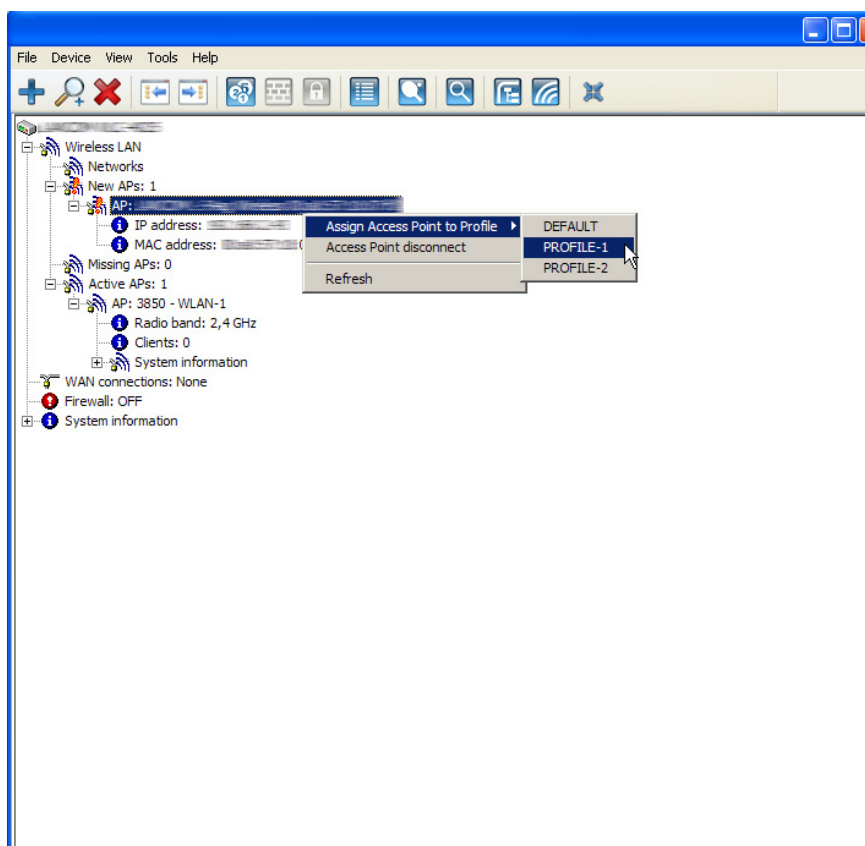 File Device View Tools Help
Wireless LAN
Networks
New APs: 1
AP:
IP address:
Assign Access Point to Profile
DEFAULT
MAC address:
Access Point disconnect
PROFILE-1
Missing APs: 0
Refresh
PROFILE-2
Active APs: 1
AP: 3850 - WLAN-1
Radio band: 2,4 GHz
Clients: 0
System information
WAN connections: None
Firewall: OFF
System information